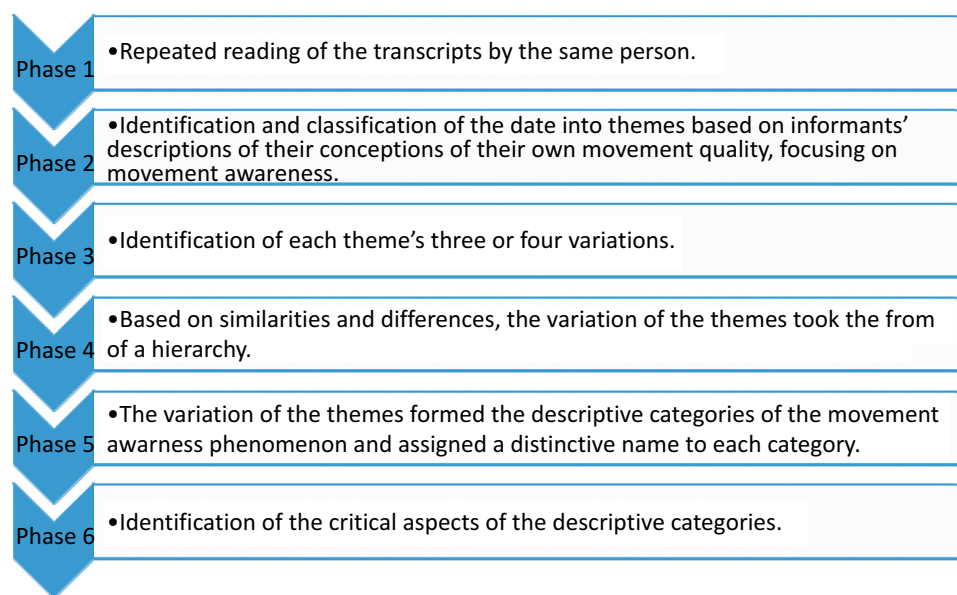 Phase 1
•Repeated reading of the transcripts by the same person.
Phase 2
•Identification and classification of the date into themes based on informants’
descriptions of their conceptions of their own movement quality, focusing on
movement awareness.
Phase 3
•Identification of each theme’s three or four variations.
Phase 4
•Based on similarities and differences, the variation of the themes took the from
of a hierarchy.
Phase 5
•The variation of the themes formed the descriptive categories of the movement
awarness phenomenon and assigned a distinctive name to each category.
Phase 6
•Identification of the critical aspects of the descriptive categories.